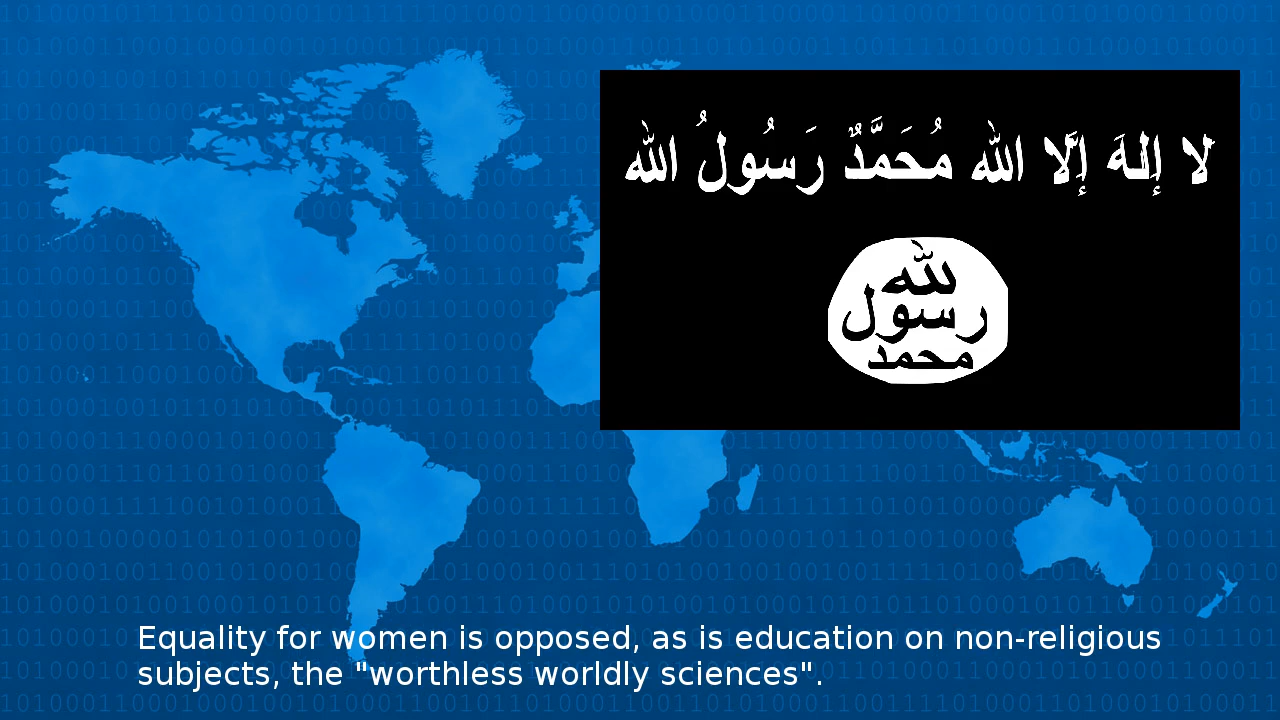 لا إلهَ إلَّا الله مُحَمَّدٌ رَسُولُ الله
الله
رسول
محمد
Equality for women is opposed, as is education on non-religious
subjects, the "worthless worldly sciences".